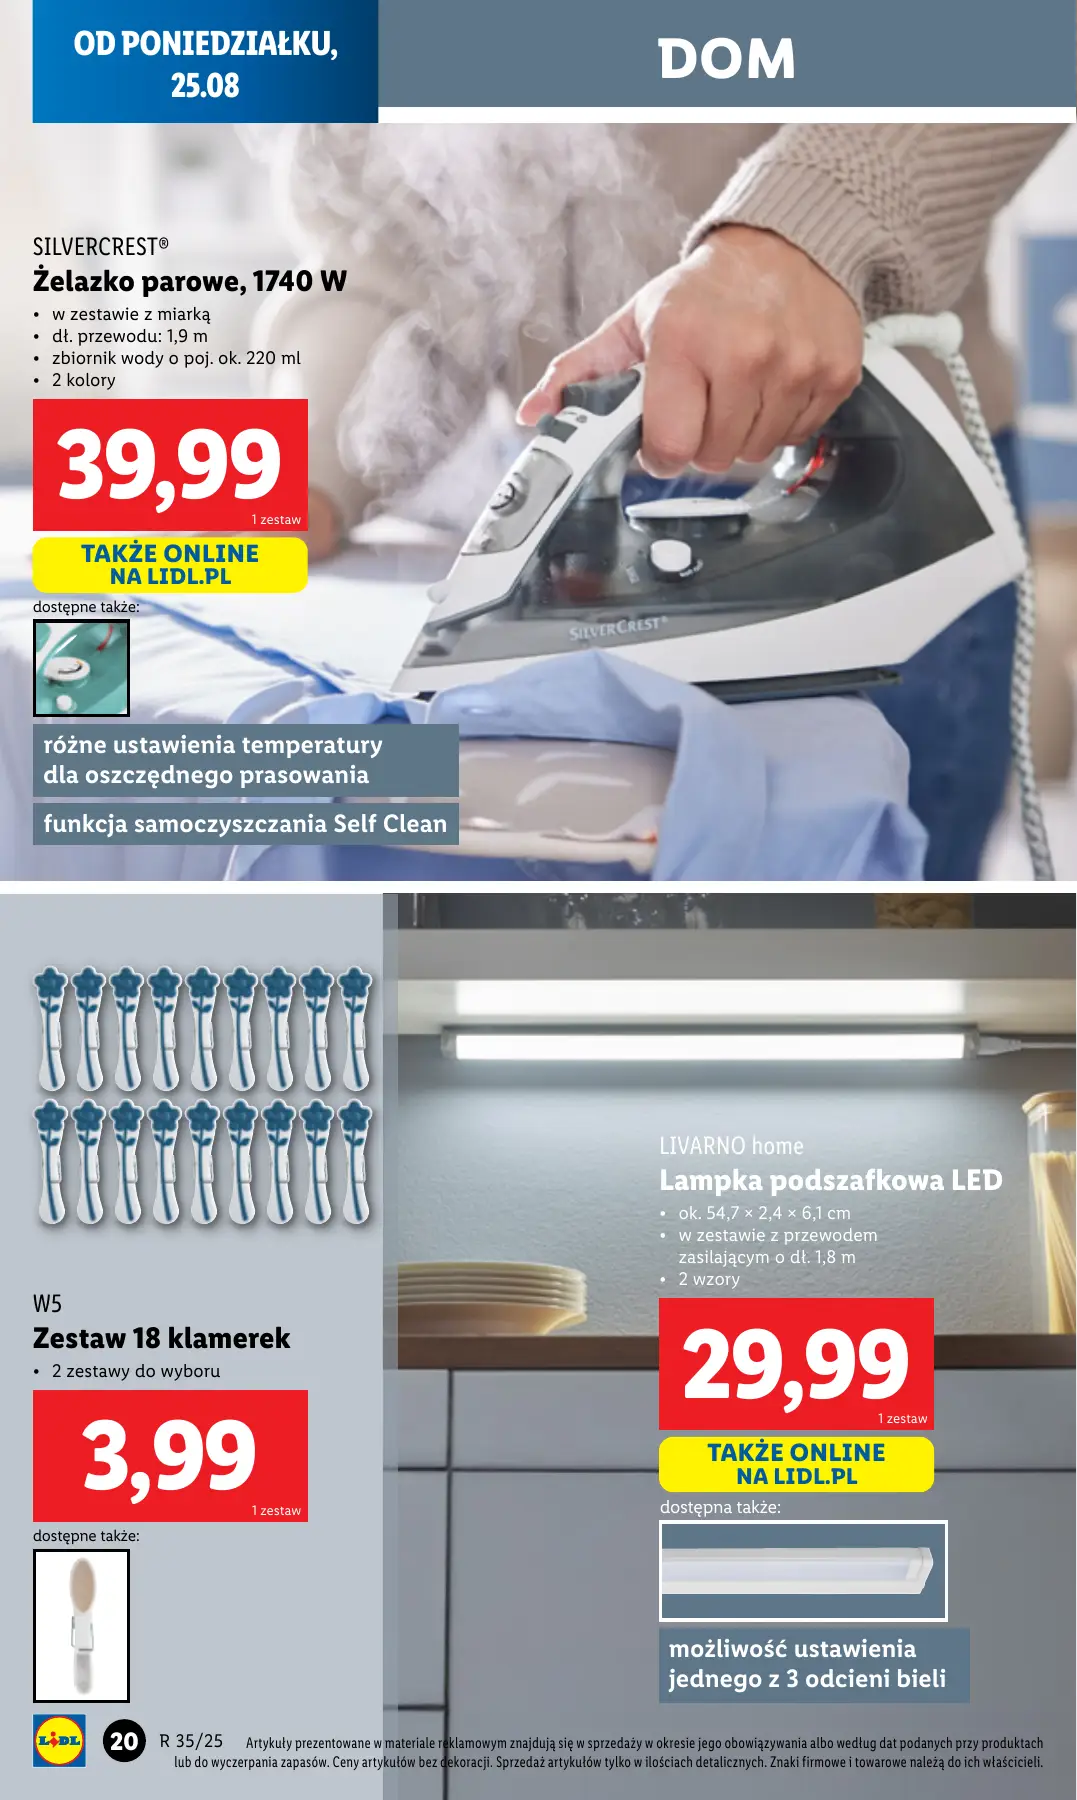 OD PONIEDZIAŁKU,
25.08
DOM
SILVERCREST®
Żelazko parowe, 1740 W
• w zestawie z miarką
• dł. przewodu: 1,9 m
• zbiornik wody o poj. ok. 220 ml
• 2 kolory
39,99
1 zestaw
TAKŻE ONLINE
NA LIDL.PL
dostępne także:
SILVERCREST®
różne ustawienia temperatury
dla oszczędnego prasowania
funkcja samoczyszczania Self Clean
W5
Zestaw 18 klamerek
• 2 zestawy do wyboru
3,99
1 zestaw
dostępne także:
LIVARNO home
Lampka podszafkowa LED
• ok. 54,7 × 2,4 × 6,1 cm
• w zestawie z przewodem
zasilającym o dł. 1,8 m
• 2 wzory
29,99
1 zestaw
TAKŻE ONLINE
NA LIDL.PL
dostępna także:
możliwość ustawienia
jednego z 3 odcieni bieli
LIDL
20
R 35/25
Artykuły prezentowane w materiale reklamowym znajdują się w sprzedaży w okresie jego obowiązywania albo według dat podanych przy produktach
lub do wyczerpania zapasów. Ceny artykułów bez dekoracji. Sprzedaż artykułów tylko w ilościach detalicznych. Znaki firmowe i towarowe należą do ich właścicieli.